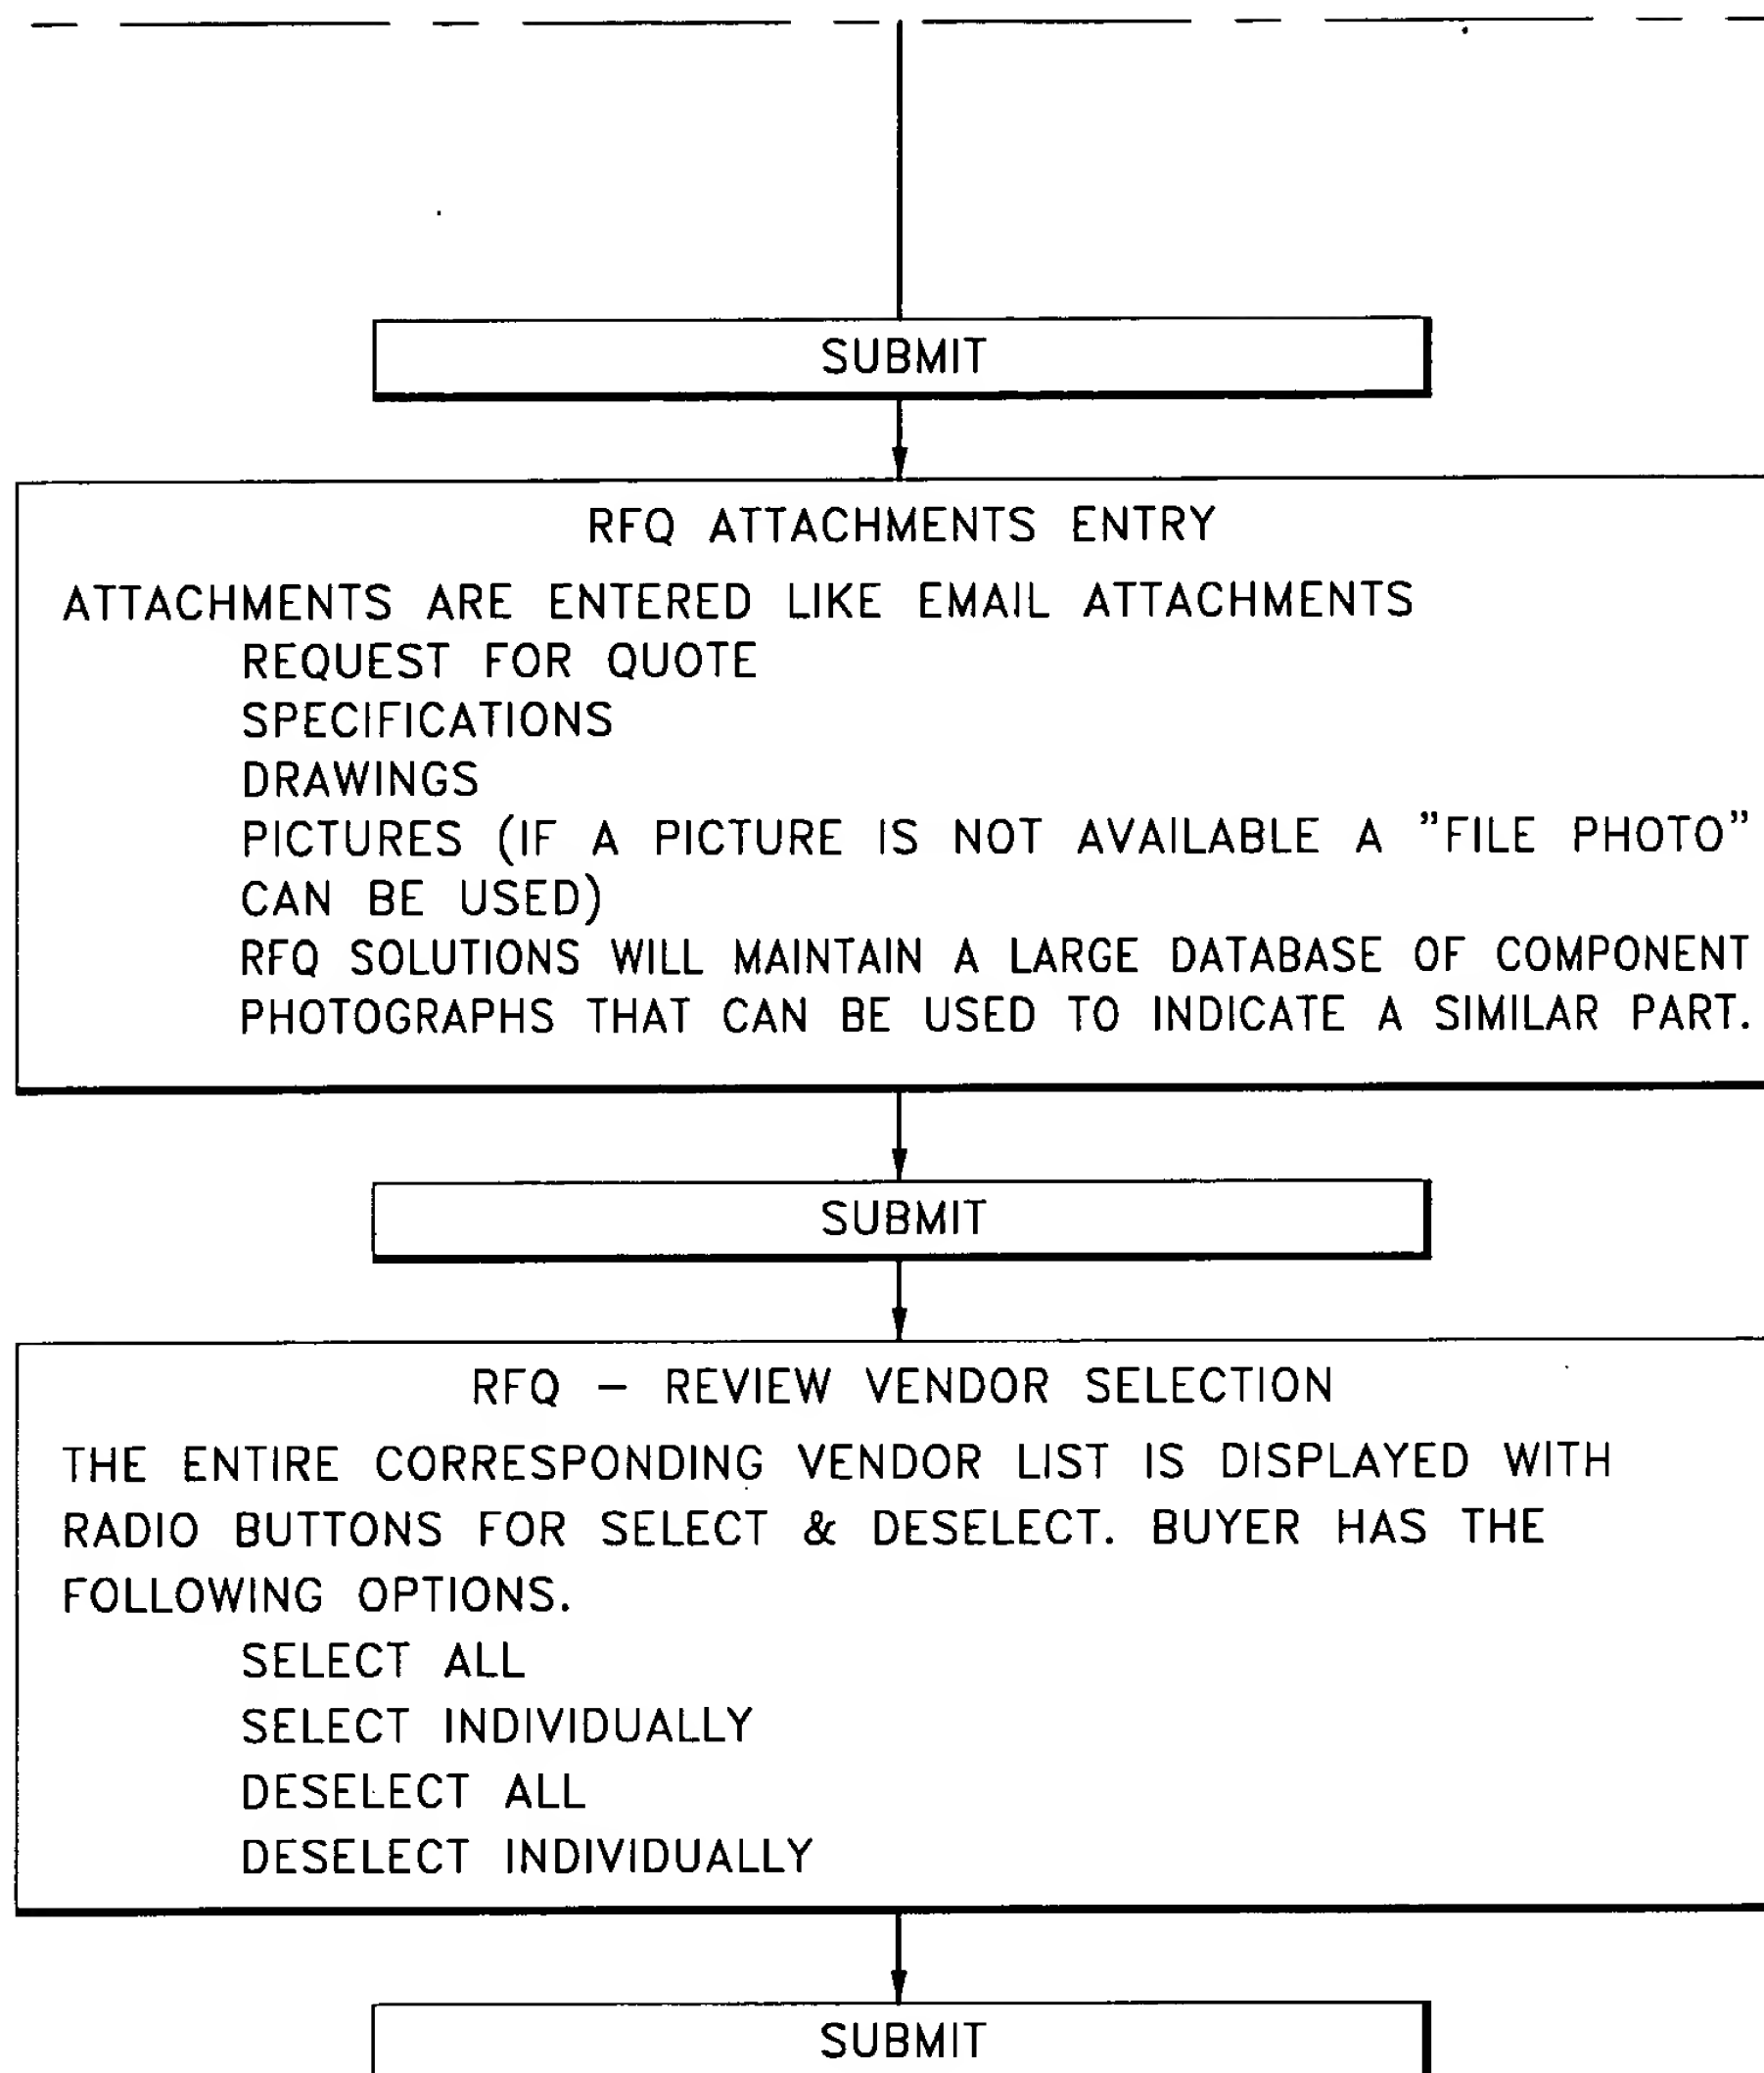 SUBMIT
RFQ ATTACHMENTS ENTRY
ATTACHMENTS ARE ENTERED LIKE EMAIL ATTACHMENTS
REQUEST FOR QUOTE
SPECIFICATIONS
DRAWINGS
PICTURES (IF A PICTURE IS NOT AVAILABLE A "FILE PHOTO"
CAN BE USED)
RFQ SOLUTIONS WILL MAINTAIN A LARGE DATABASE OF COMPONENT
PHOTOGRAPHS THAT CAN BE USED TO INDICATE A SIMILAR PART.
SUBMIT
RFQ – REVIEW VENDOR SELECTION
THE ENTIRE CORRESPONDING VENDOR LIST IS DISPLAYED WITH
RADIO BUTTONS FOR SELECT & DESELECT. BUYER HAS THE
FOLLOWING OPTIONS.
SELECT ALL
SELECT INDIVIDUALLY
DESELECT ALL
DESELECT INDIVIDUALLY
SUBMIT